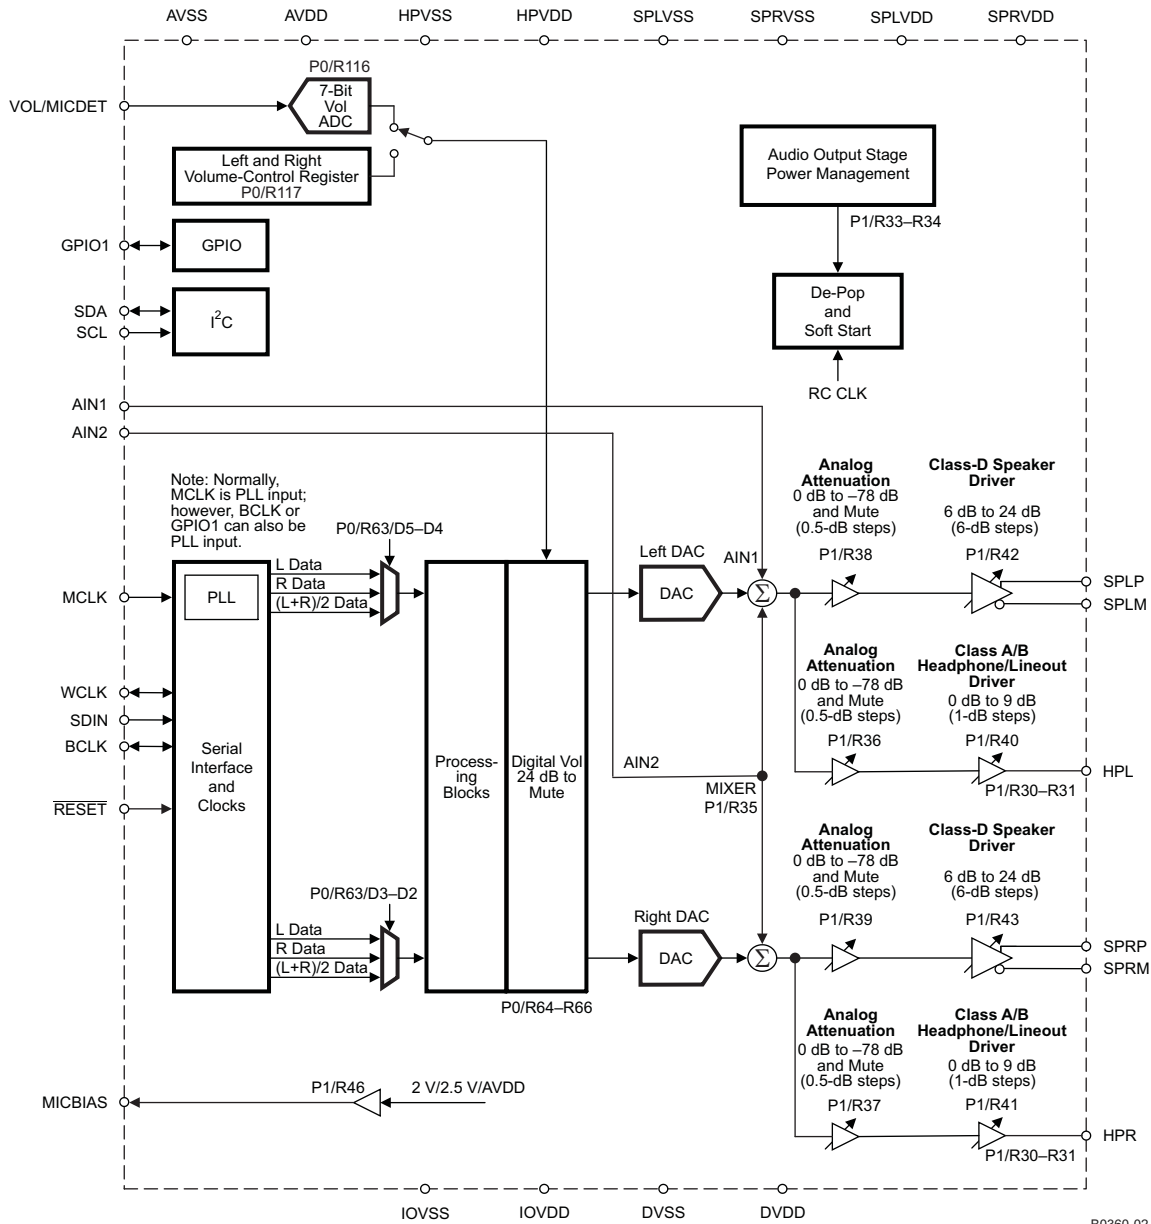 AVSS AVDD HPVSS HPVDD SPLVSS SPRVSS SPLVDD SPRVDD
P0/R116
VOL/MICDET
7-Bit
Vol
ADC
Left and Right
Volume-Control Register
P0/R117
Audio Output Stage
Power Management
P1/R33–R34
GPIO1
GPIO
SDA
SCL
I²C
De-Pop
and
Soft Start
RC CLK
AIN1
AIN2
Note: Normally,
MCLK is PLL input;
however, BCLK or
GPIO1 can also be
PLL input.
P0/R63/D5–D4
L Data
R Data
(L+R)/2 Data
MCLK
PLL
WCLK
SDIN
BCLK
RESET
Serial
Interface
and
Clocks
Process-
ing
Blocks
Digital Vol
24 dB to
Mute
Left DAC
DAC
AIN1
Σ
Analog
Attenuation
0 dB to –78 dB
and Mute
(0.5-dB steps)
P1/R38
Class-D Speaker
Driver
6 dB to 24 dB
(6-dB steps)
P1/R42
SPLP
SPLM
Analog
Attenuation
0 dB to –78 dB
and Mute
(0.5-dB steps)
P1/R36
Class A/B
Headphone/Lineout
Driver
0 dB to 9 dB
(1-dB steps)
P1/R40
P1/R30–R31
HPL
AIN2
MIXER
P1/R35
P0/R63/D3–D2
L Data
R Data
(L+R)/2 Data
P0/R64–R66
Right DAC
DAC
Σ
Analog
Attenuation
0 dB to –78 dB
and Mute
(0.5-dB steps)
P1/R39
Class-D Speaker
Driver
6 dB to 24 dB
(6-dB steps)
P1/R43
SPRP
SPRM
Analog
Attenuation
0 dB to –78 dB
and Mute
(0.5-dB steps)
P1/R37
Class A/B
Headphone/Lineout
Driver
0 dB to 9 dB
(1-dB steps)
P1/R41
P1/R30–R31
HPR
MICBIAS
P1/R46
2 V/2.5 V/AVDD
IOVSS IOVDD DVSS DVDD
B0360-02